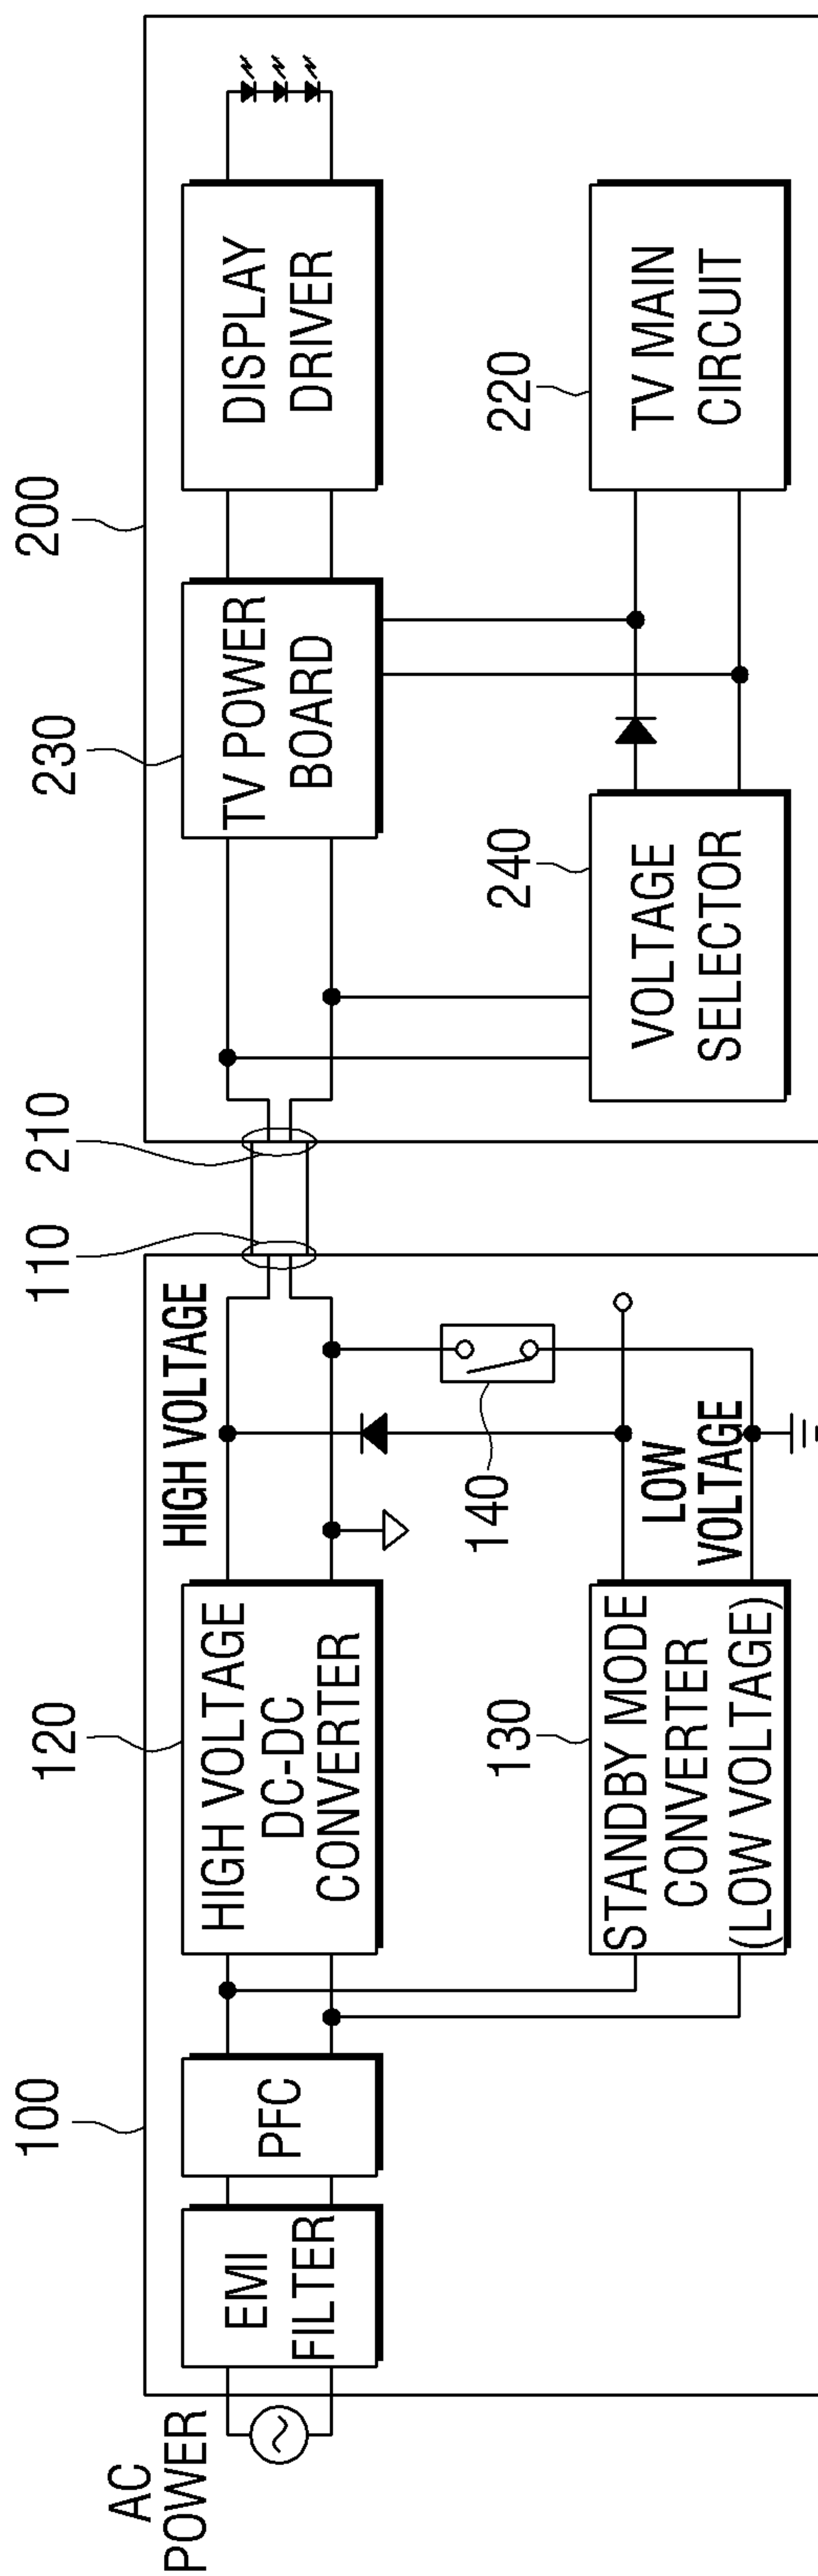 100
200
AC
POWER
EMI
FILTER
PFC
120
HIGH VOLTAGE
DC-DC
CONVERTER
HIGH VOLTAGE
110
210
230
TV POWER
BOARD
DISPLAY
DRIVER
130
STANDBY MODE
CONVERTER
(LOW VOLTAGE)
LOW
VOLTAGE
140
240
VOLTAGE
SELECTOR
220
TV MAIN
CIRCUIT